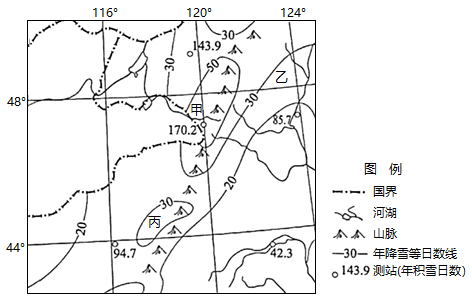 116° 120° 124°
30
143.9
30
50
乙
48°
甲
30
85.7
170.2
20
图 例
30
丙
20
国界
河湖
山脉
44°
94.7
42.3
30 年降雪等日数线
143.9 测站(年积雪日数)